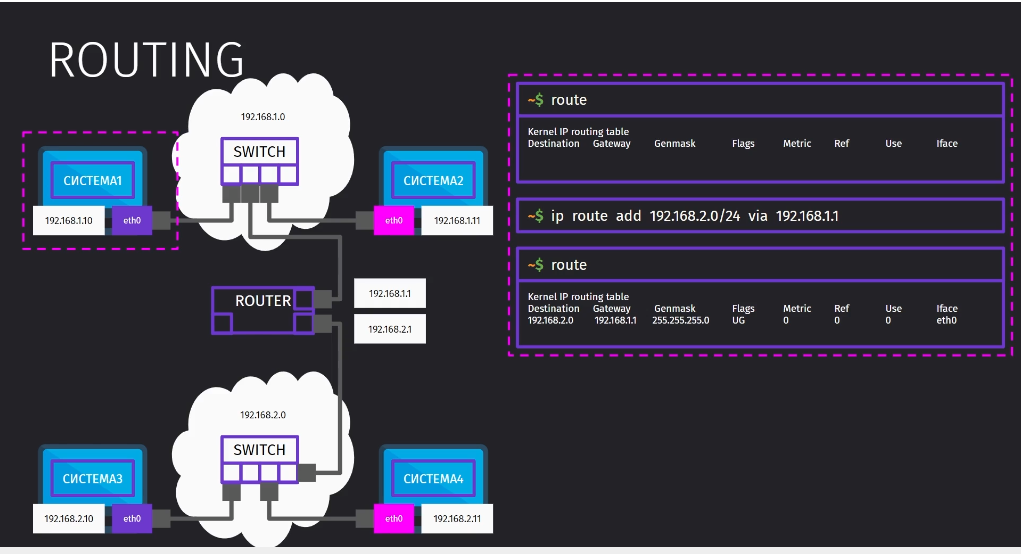 ROUTING
192.168.1.0
SWITCH
СИСТЕМА1
192.168.1.10 eth0
СИСТЕМА2
eth0 192.168.1.11
ROUTER
192.168.1.1
192.168.2.1
192.168.2.0
SWITCH
СИСТЕМА3
192.168.2.10 eth0
СИСТЕМА4
eth0 192.168.2.11
~$ route
Kernel IP routing table
Destination Gateway Genmask Flags Metric Ref Use Iface
~$ ip route add 192.168.2.0/24 via 192.168.1.1
~$ route
Kernel IP routing table
Destination Gateway Genmask Flags Metric Ref Use Iface
192.168.2.0 192.168.1.1 255.255.255.0 UG 0 0 0 eth0